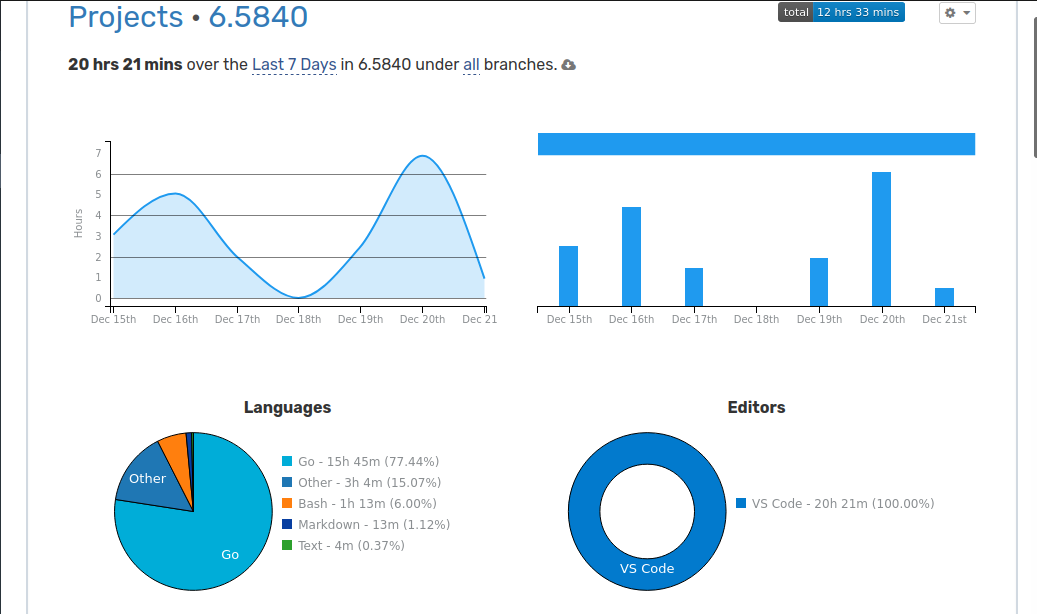 Projects • 6.5840
total 12 hrs 33 mins
20 hrs 21 mins over the Last 7 Days in 6.5840 under all branches.
7
6
5
4
3
2
1
0
Hours
Dec 15th Dec 16th Dec 17th Dec 18th Dec 19th Dec 20th Dec 21
Dec 15th Dec 16th Dec 17th Dec 18th Dec 19th Dec 20th Dec 21st
Languages
Other
Go
Go - 15h 45m (77.44%)
Other - 3h 4m (15.07%)
Bash - 1h 13m (6.00%)
Markdown - 13m (1.12%)
Text - 4m (0.37%)
Editors
VS Code
VS Code - 20h 21m (100.00%)